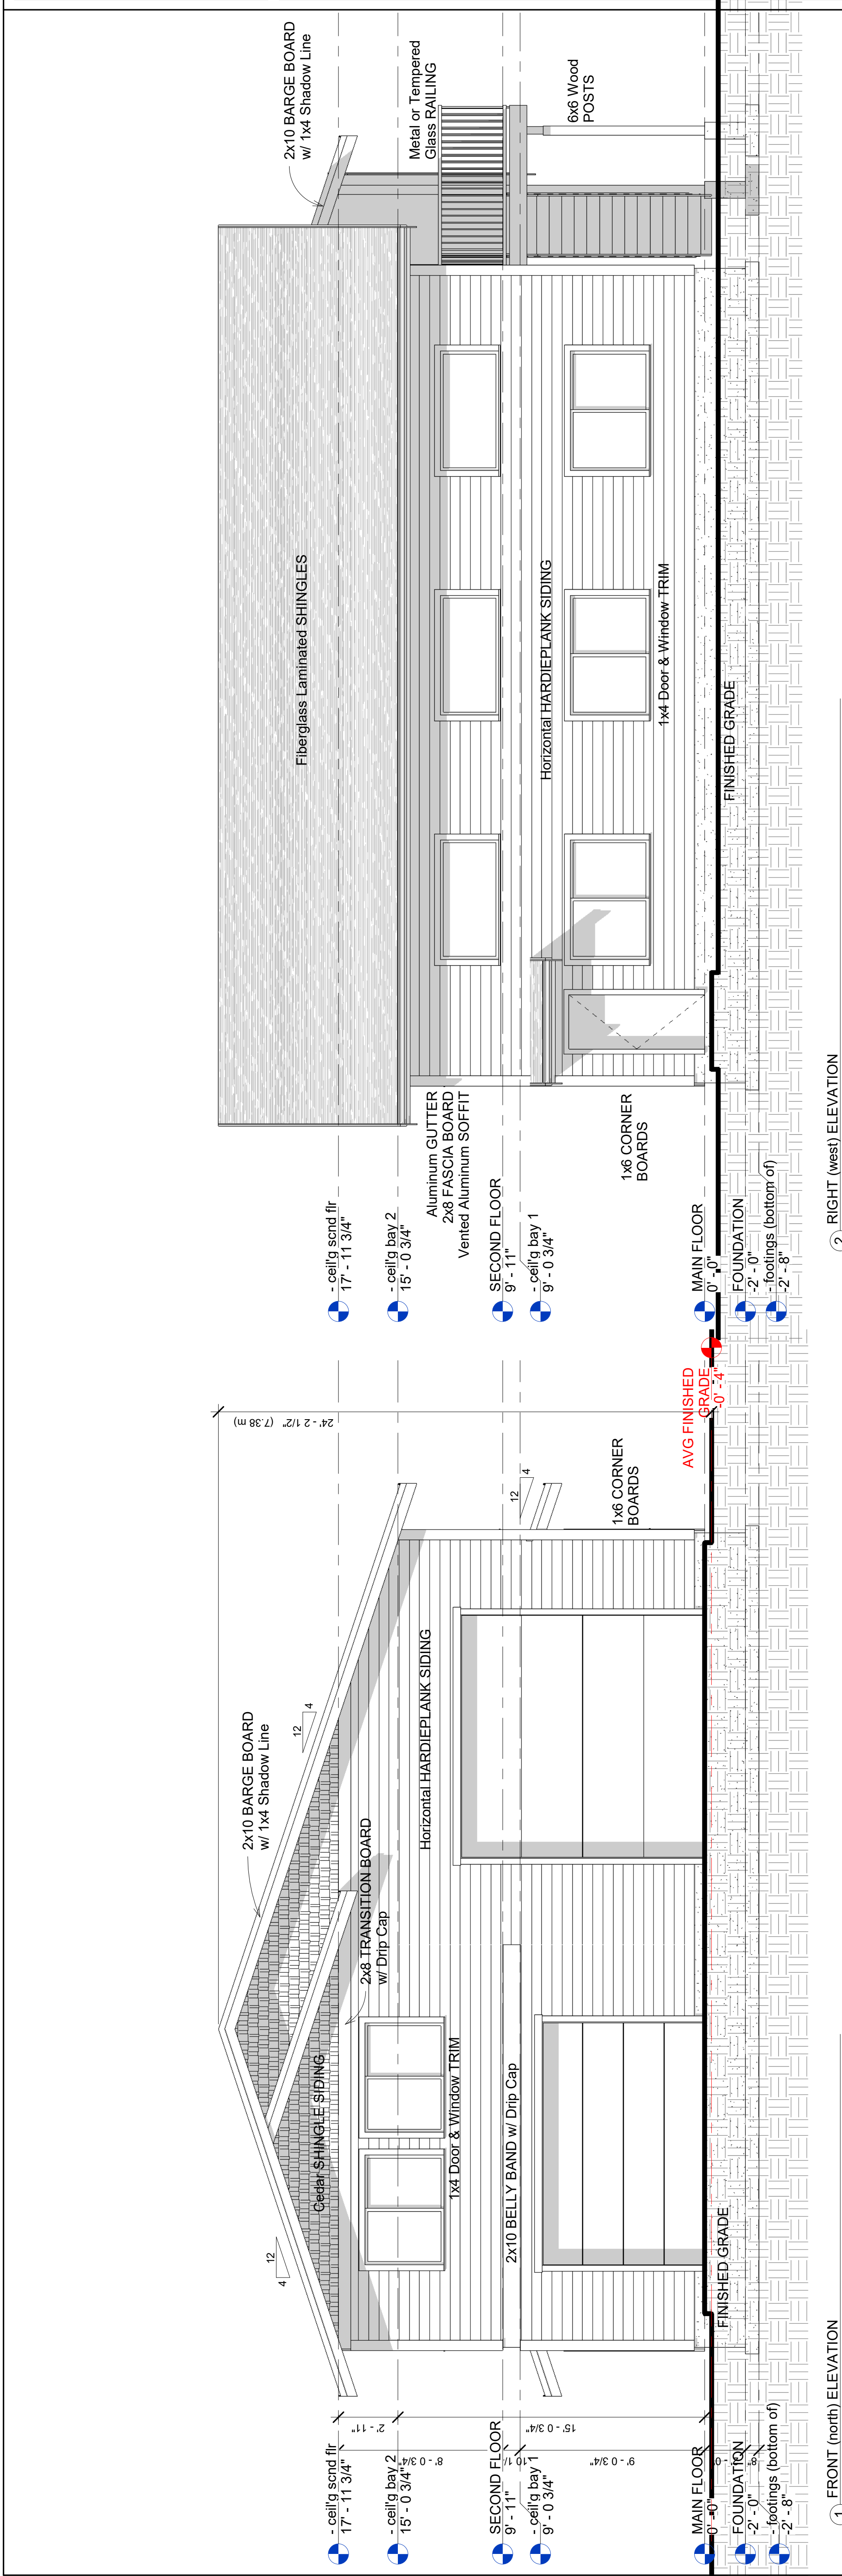 2x10 BARGE BOARD
w/ 1x4 Shadow Line
12
4
12
4
Cedar SHINGLE SIDING
2x8 TRANSITION BOARD
w/ Drip Cap
Horizontal HARDIEPLANK SIDING
1x4 Door & Window TRIM
2x10 BELLY BAND w/ Drip Cap
12
4
1x6 CORNER
BOARDS
FINISHED GRADE
24' - 2 1/2" (7.38 m)
AVG FINISHED
GRADE
-0' - 4"
- ceil'g scnd flr
17' - 11 3/4"
- ceil'g bay 2
15' - 0 3/4"
SECOND FLOOR
9' - 11"
- ceil'g bay 1
9' - 0 3/4"
MAIN FLOOR
0' - 0"
FOUNDATION
-2' - 0"
- footings (bottom of)
-2' - 8"
2' - 11"
15' - 0 3/4"
8' - 0 3/4"
9' - 0 3/4"
1 FRONT (north) ELEVATION
- ceil'g scnd flr
17' - 11 3/4"
- ceil'g bay 2
15' - 0 3/4"
SECOND FLOOR
9' - 11"
- ceil'g bay 1
9' - 0 3/4"
MAIN FLOOR
0' - 0"
FOUNDATION
-2' - 0"
- footings (bottom of)
-2' - 8"
Aluminum GUTTER
2x8 FASCIA BOARD
Vented Aluminum SOFFIT
1x6 CORNER
BOARDS
Fiberglass Laminated SHINGLES
Horizontal HARDIEPLANK SIDING
1x4 Door & Window TRIM
FINISHED GRADE
2x10 BARGE BOARD
w/ 1x4 Shadow Line
Metal or Tempered
Glass RAILING
6x6 Wood
POSTS
2 RIGHT (west) ELEVATION